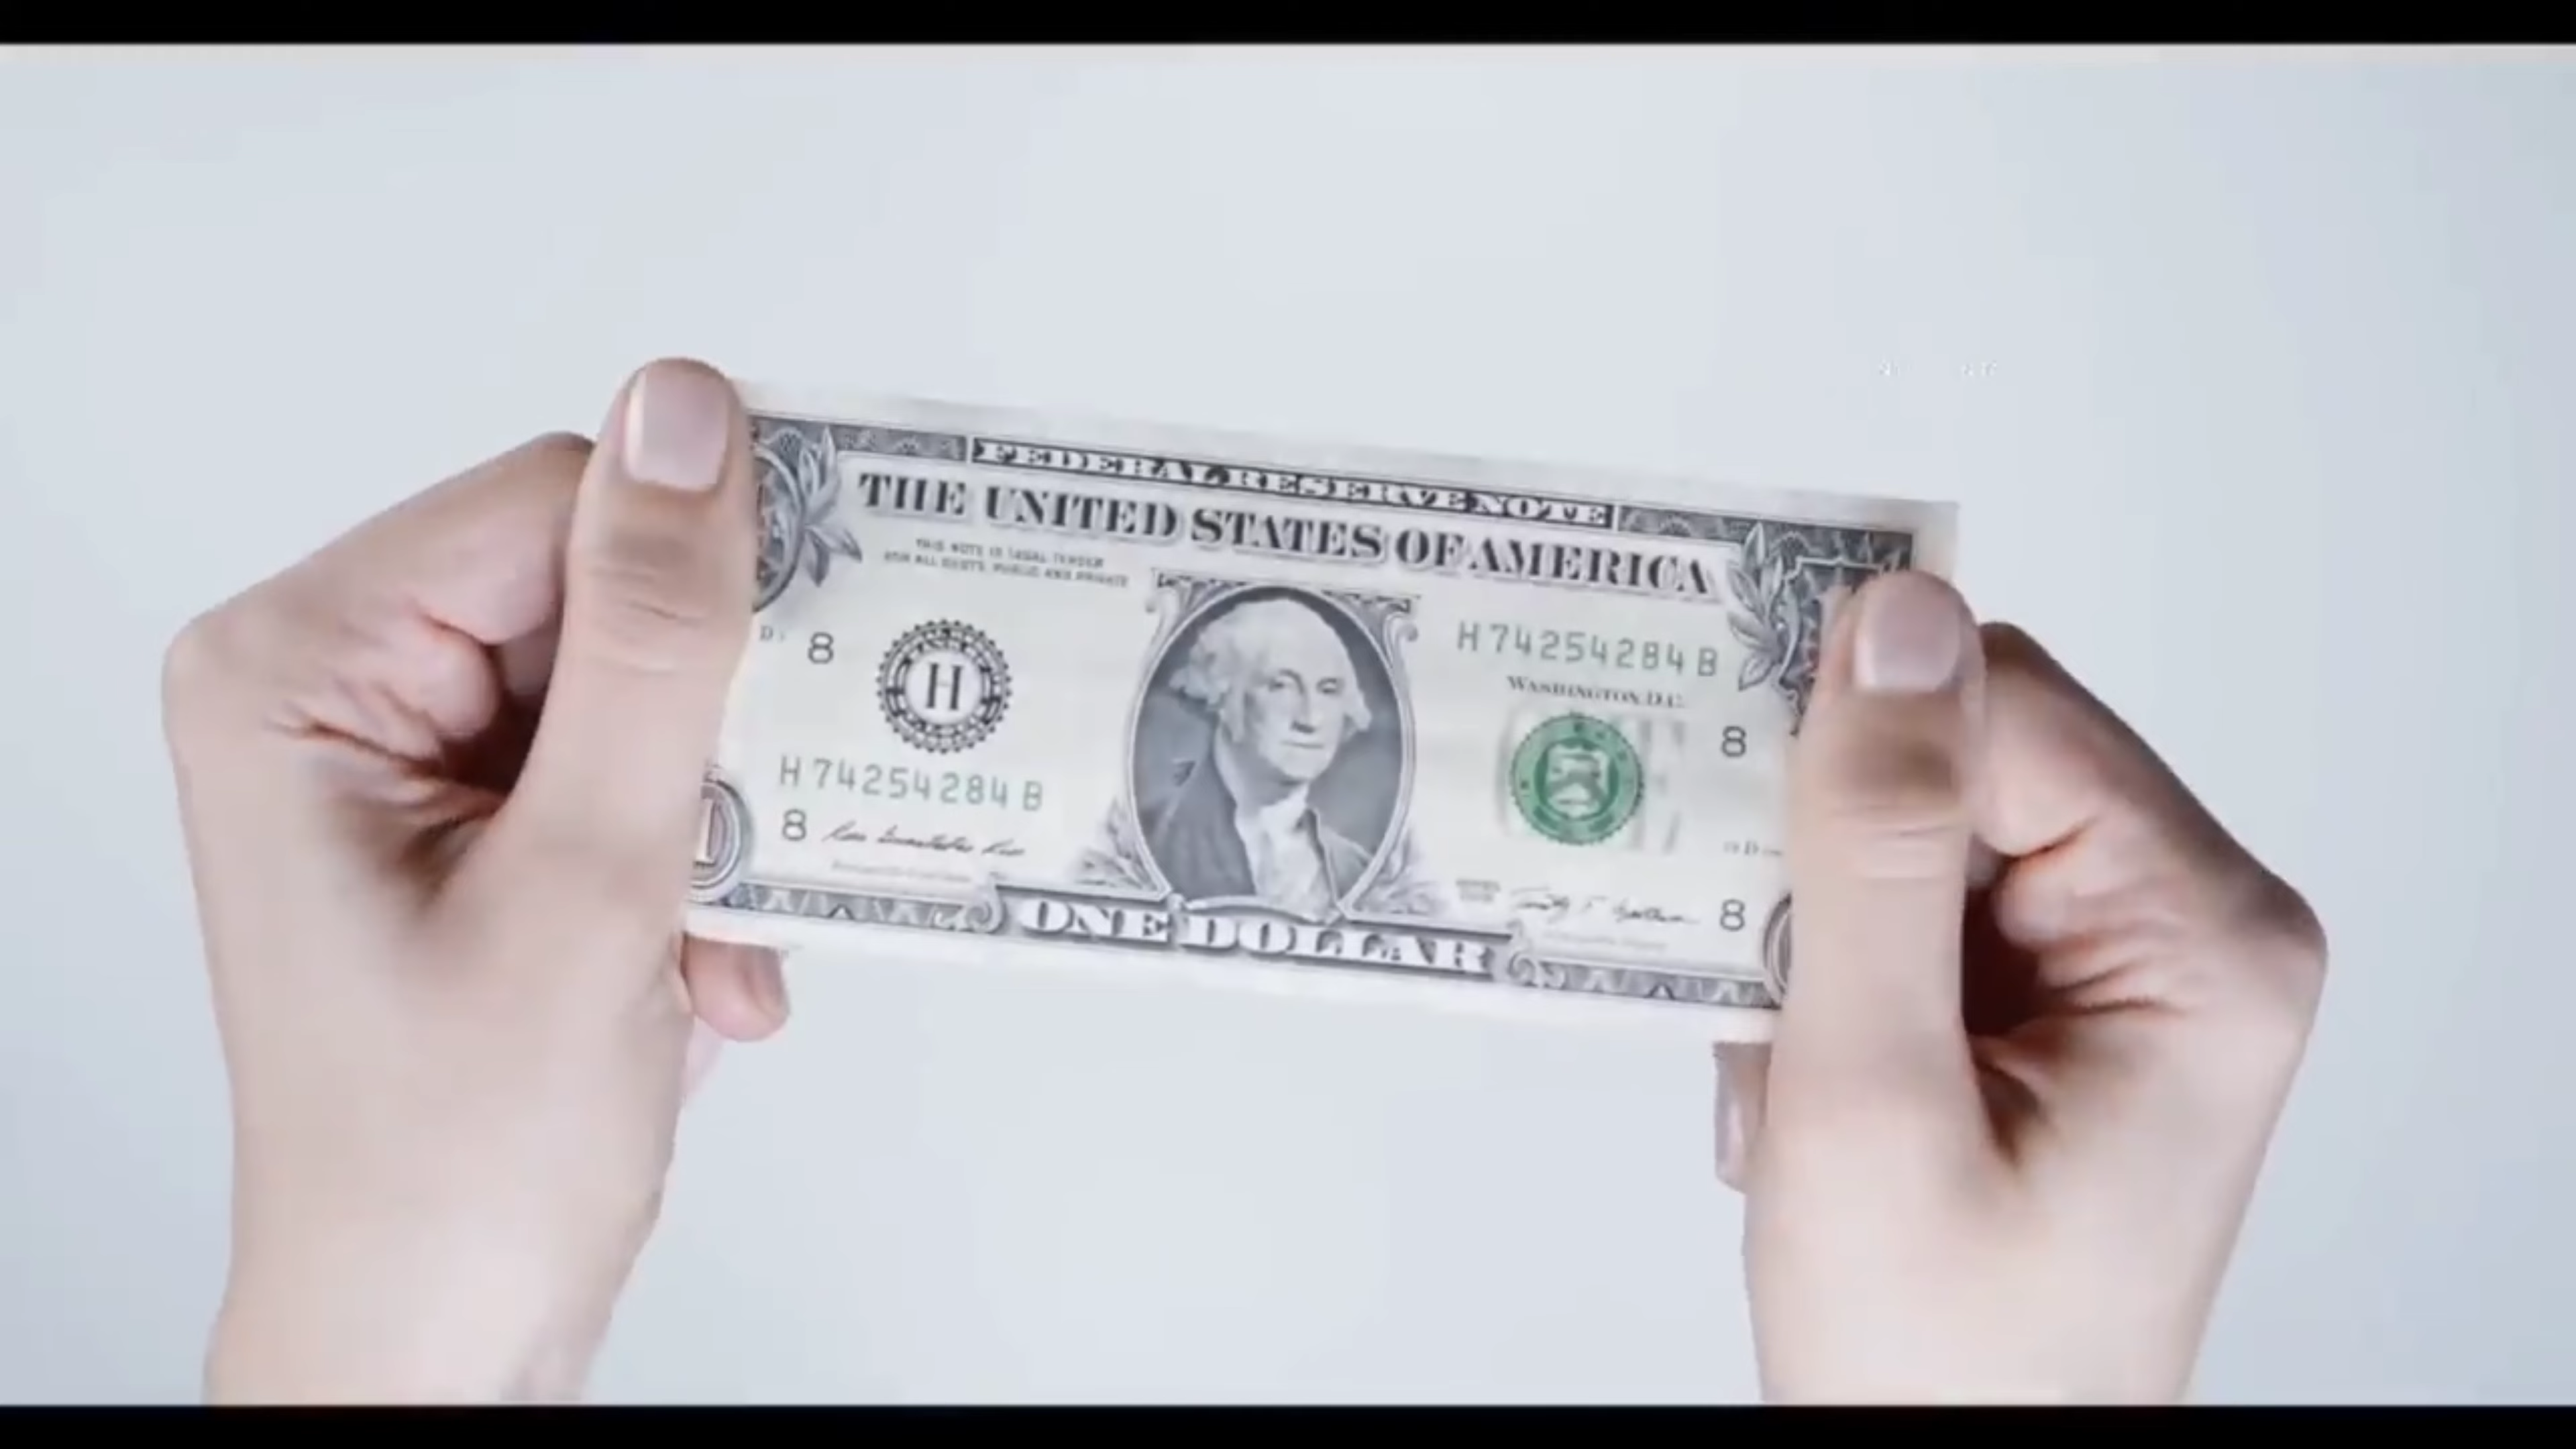 FEDERAL RESERVE NOTE
THE UNITED STATES OF AMERICA
THIS NOTE IS LEGAL TENDER
FOR ALL DEBTS, PUBLIC AND PRIVATE
H 74254284 B
D
8
H
WASHINGTON, D.C.
8
H 74254284 B
8
D
8
ONE DOLLAR